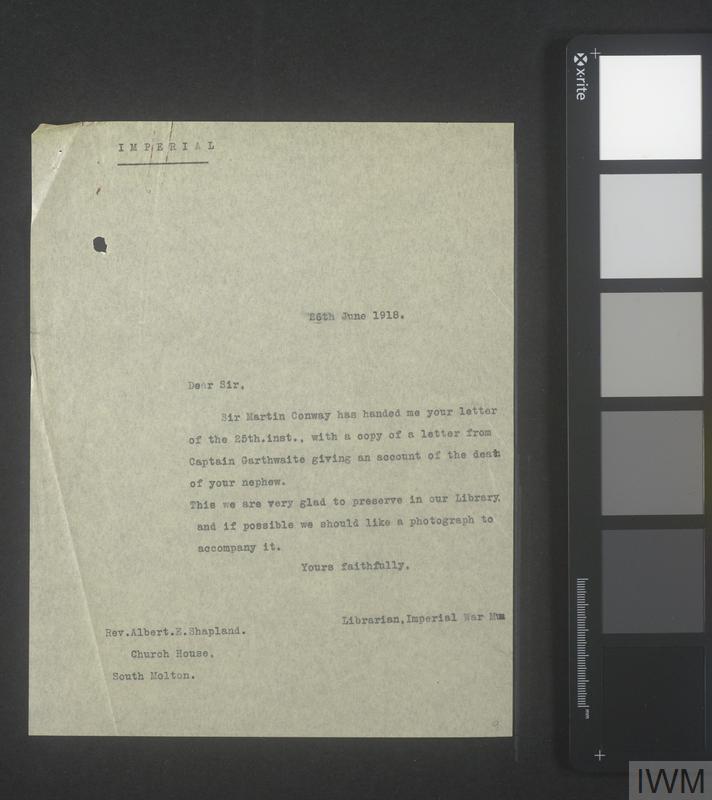 IMPERIAL
26th June 1918.
Dear Sir,
Sir Martin Conway has handed me your letter
of the 25th.inst., with a copy of a letter from
Captain Garthwaite giving an account of the death
of your nephew.
This we are very glad to preserve in our Library,
and if possible we should like a photograph to
accompany it.
Yours faithfully,
Librarian, Imperial War Mus
Rev.Albert.E.Shapland.
Church House,
South Molton.
9
x-rite
mm
IWM